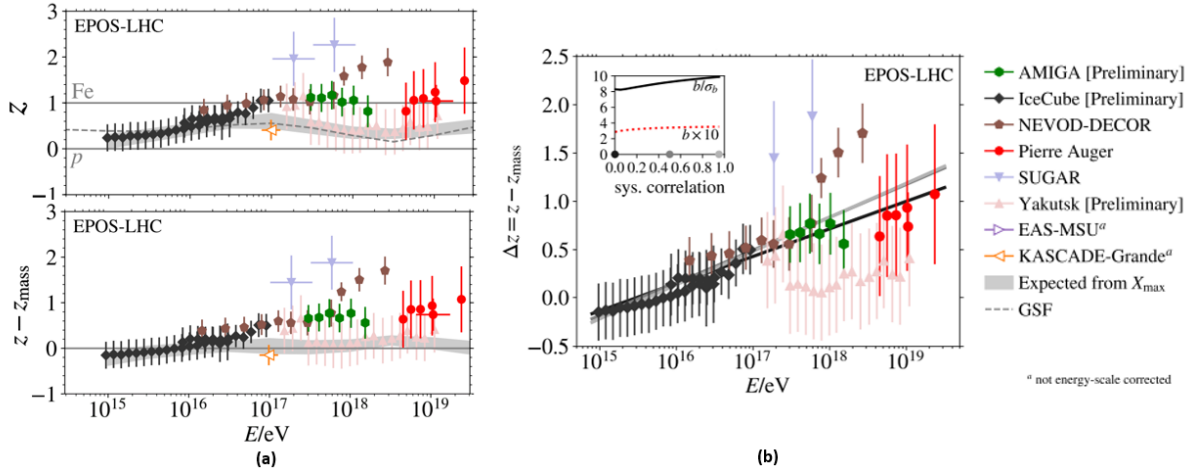 EPOS-LHC
3
2
1
0
−1
z
Fe
p
EPOS-LHC
3
2
1
0
−1
z − z_mass
10^15
10^16
10^17
10^18
10^19
E/eV
(a)
EPOS-LHC
2.5
2.0
1.5
1.0
0.5
0.0
−0.5
Δz = z − z_mass
10
8
6
4
2
0
b/σ_b
b × 10
0.0 0.2 0.4 0.6 0.8 1.0
sys. correlation
10^15
10^16
10^17
10^18
10^19
E/eV
(b)
AMIGA [Preliminary]
IceCube [Preliminary]
NEVOD-DECOR
Pierre Auger
SUGAR
Yakutsk [Preliminary]
EAS-MSU^a
KASCADE-Grande^a
Expected from X_max
GSF
^a not energy-scale corrected